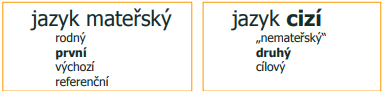 jazyk mateřský
rodný
první
výchozí
referenční
jazyk cizí
„nemateřský“
druhý
cílový